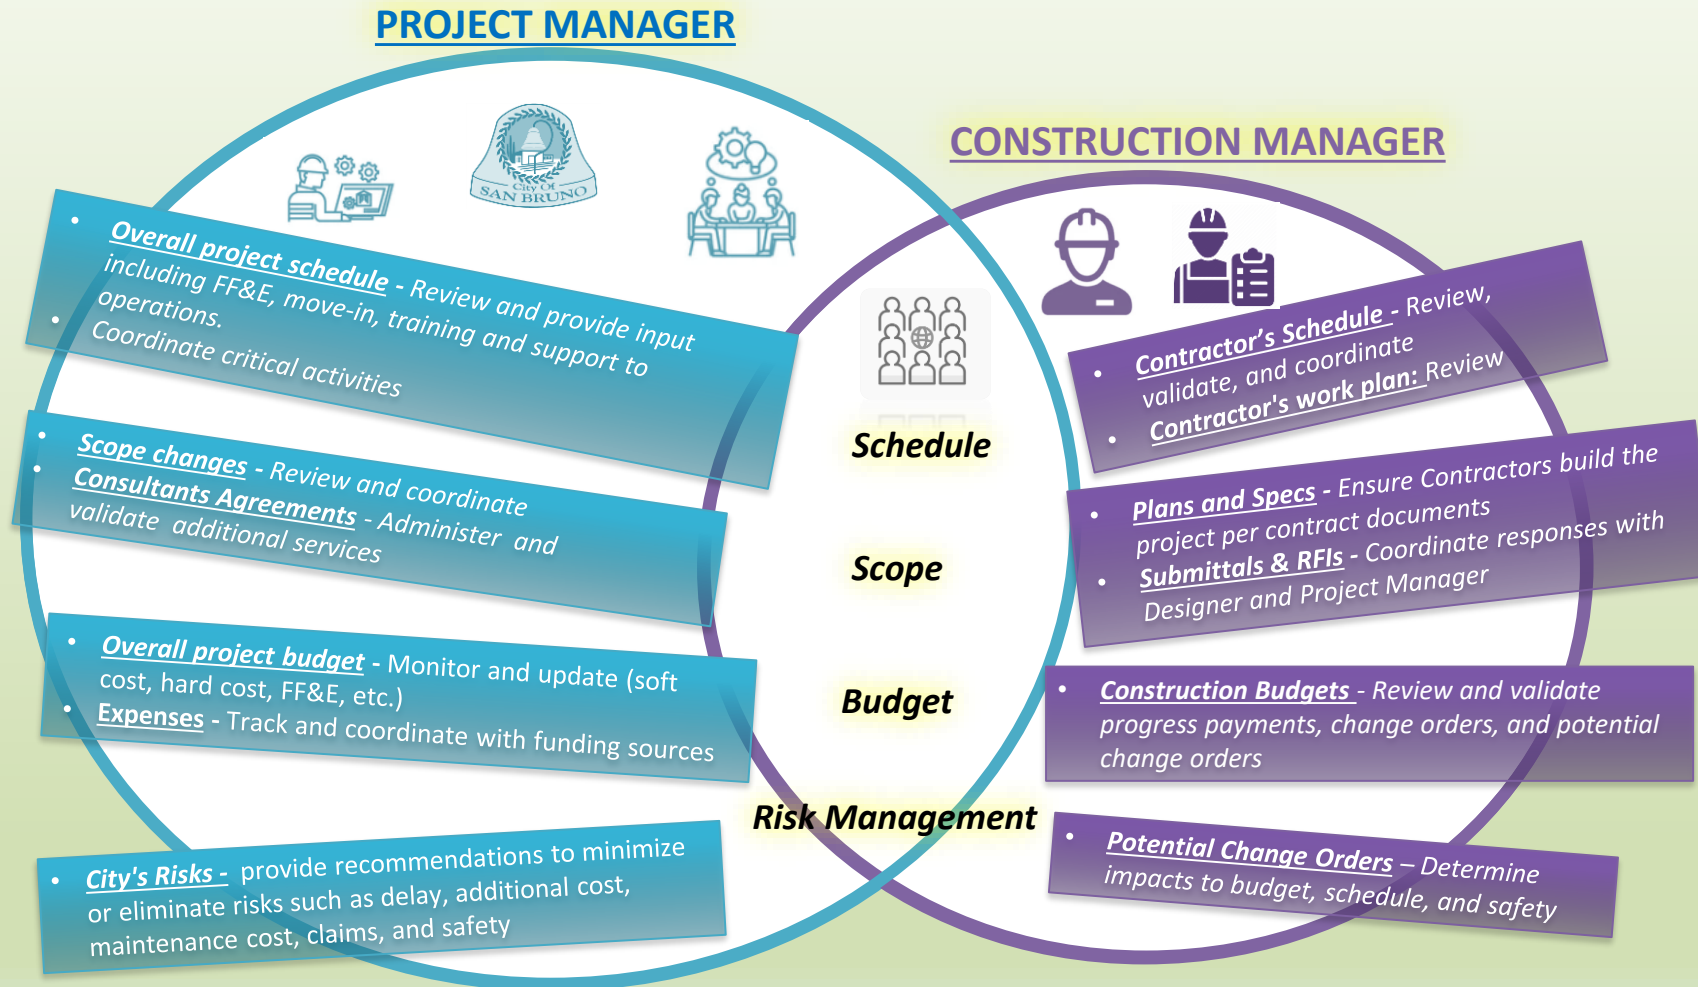 PROJECT MANAGER
City Of
SAN BRUNO
• Overall project schedule - Review and provide input
including FF&E, move-in, training and support to
operations.
• Coordinate critical activities
• Scope changes - Review and coordinate
• Consultants Agreements - Administer and
validate additional services
• Overall project budget - Monitor and update (soft
cost, hard cost, FF&E, etc.)
• Expenses - Track and coordinate with funding sources
• City's Risks - provide recommendations to minimize
or eliminate risks such as delay, additional cost,
maintenance cost, claims, and safety
Schedule
Scope
Budget
Risk Management
CONSTRUCTION MANAGER
• Contractor’s Schedule - Review,
validate, and coordinate
• Contractor's work plan: Review
• Plans and Specs - Ensure Contractors build the
project per contract documents
• Submittals & RFIs - Coordinate responses with
Designer and Project Manager
• Construction Budgets - Review and validate
progress payments, change orders, and potential
change orders
• Potential Change Orders – Determine
impacts to budget, schedule, and safety